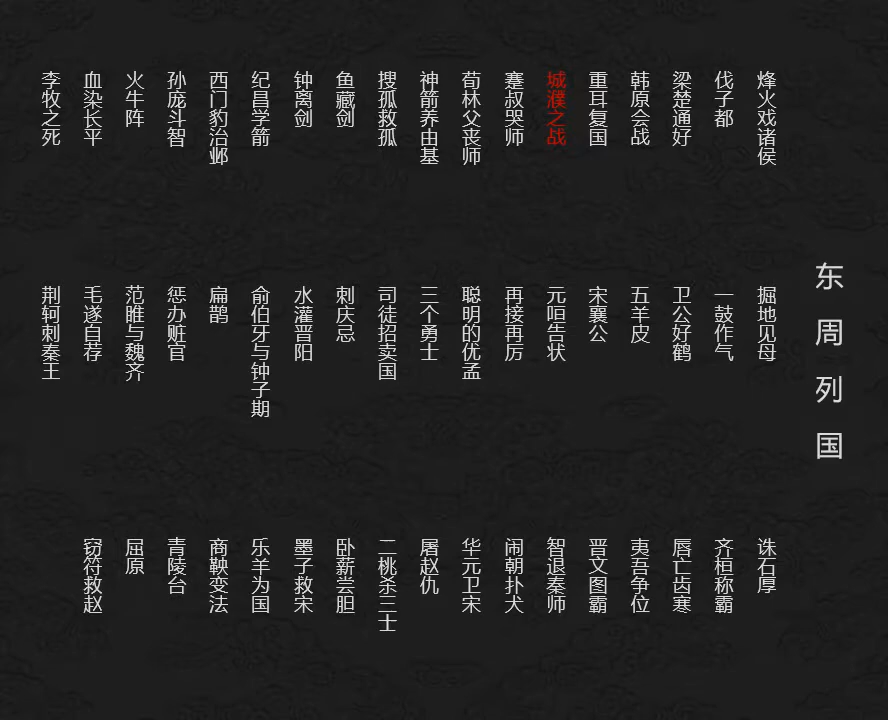 东周列国
烽火戏诸侯
掘地见母
诛石厚
伐子都
一鼓作气
齐桓称霸
梁楚通好
卫公好鹤
唇亡齿寒
韩原会战
五羊皮
夷吾争位
重耳复国
宋襄公
晋文图霸
城濮之战
元咺告状
智退秦师
蹇叔哭师
再接再厉
闹朝扑犬
荀林父丧师
聪明的优孟
华元卫宋
神箭养由基
三个勇士
屠赵仇
搜孤救孤
司徒招卖国
二桃杀三士
鱼藏剑
刺庆忌
卧薪尝胆
钟离剑
水灌晋阳
墨子救宋
纪昌学箭
俞伯牙与钟子期
乐羊为国
西门豹治邺
扁鹊
商鞅变法
孙庞斗智
惩办赃官
青陵台
火牛阵
范雎与魏齐
屈原
血染长平
毛遂自荐
窃符救赵
李牧之死
荆轲刺秦王